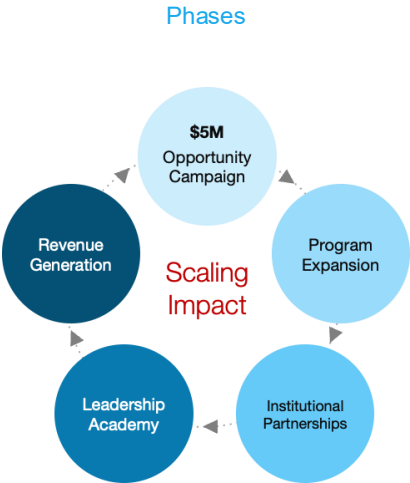 Phases
$5M
Opportunity
Campaign
Program
Expansion
Institutional
Partnerships
Leadership
Academy
Revenue
Generation
Scaling
Impact